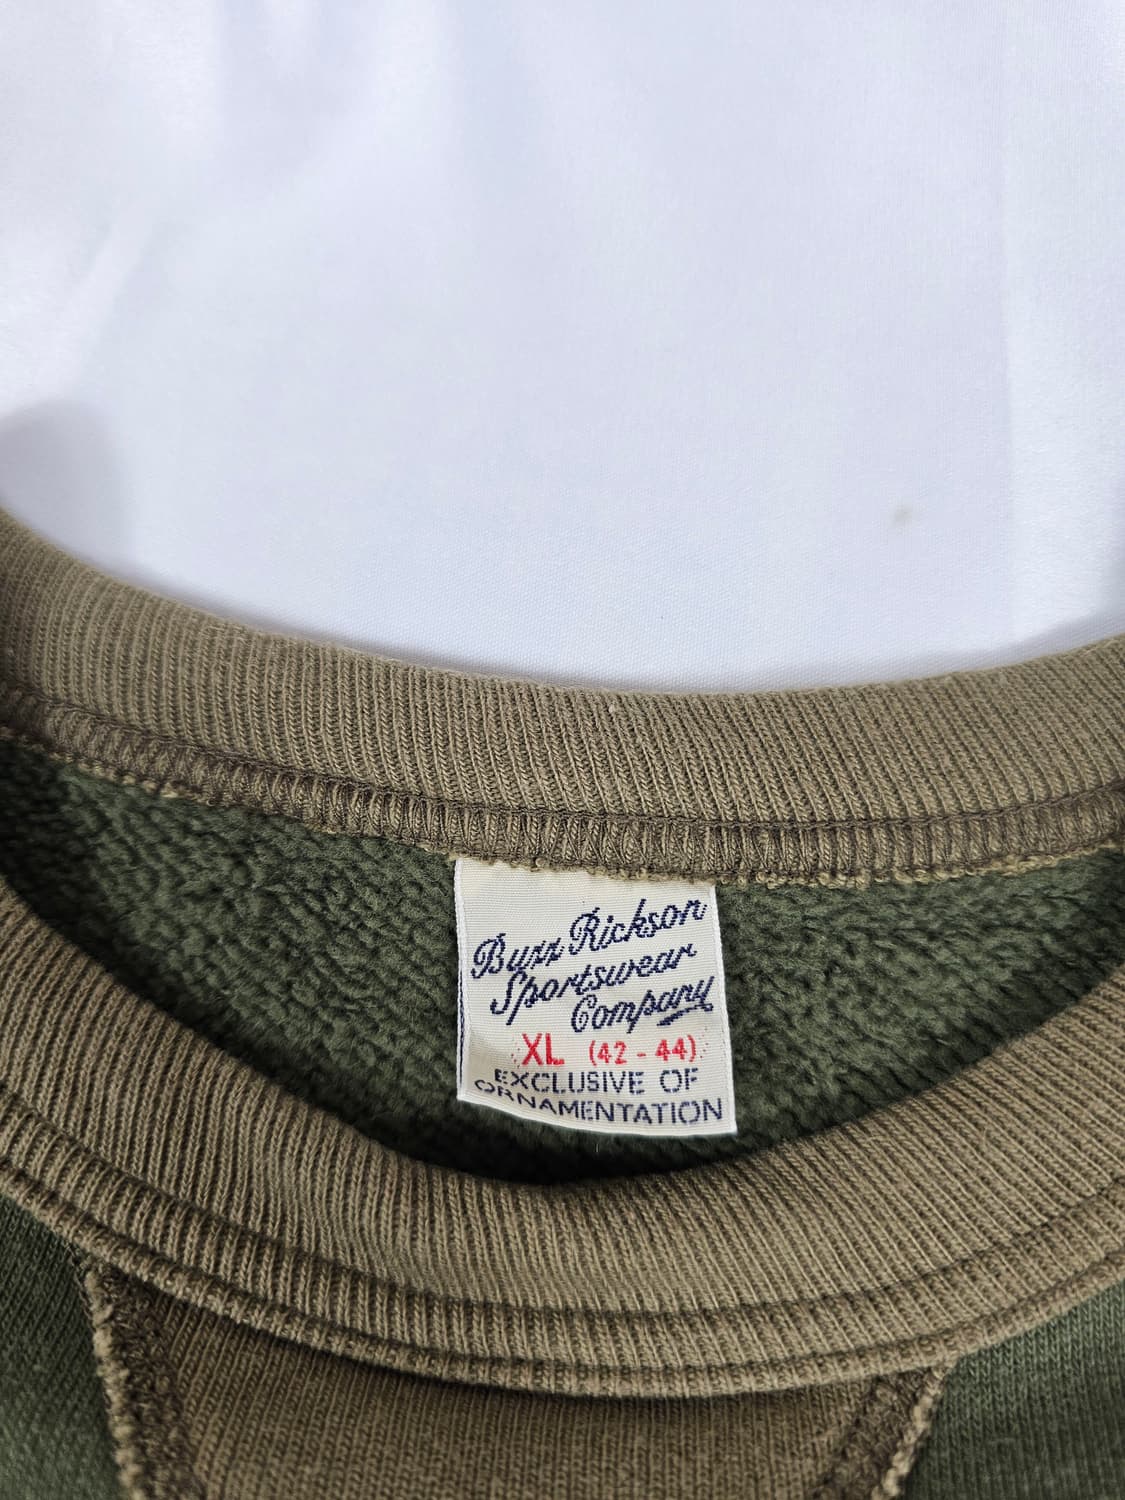 Buzz Rickson
Sportswear
Company
XL (42 - 44)
EXCLUSIVE OF
ORNAMENTATION